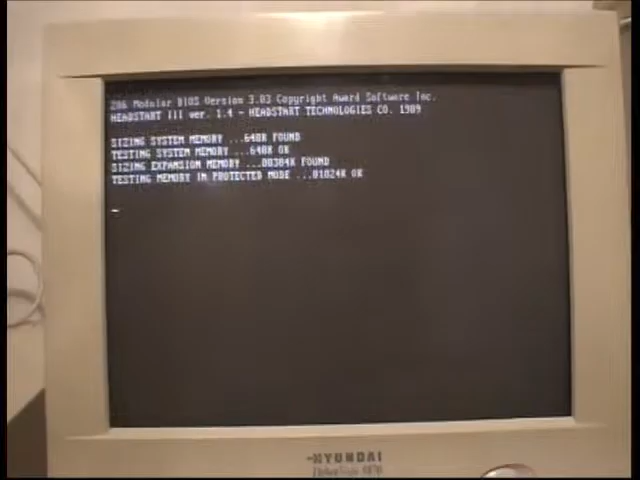 286 Modular BIOS Version 3.03 Copyright Award Software Inc.
HEADSTART III ver. 1.4 - HEADSTART TECHNOLOGIES CO. 1989
SIZING SYSTEM MEMORY ...640K FOUND
TESTING SYSTEM MEMORY ...640K OK
SIZING EXPANSION MEMORY ...00384K FOUND
TESTING MEMORY IN PROTECTED MODE ...01024K OK
HYUNDAI